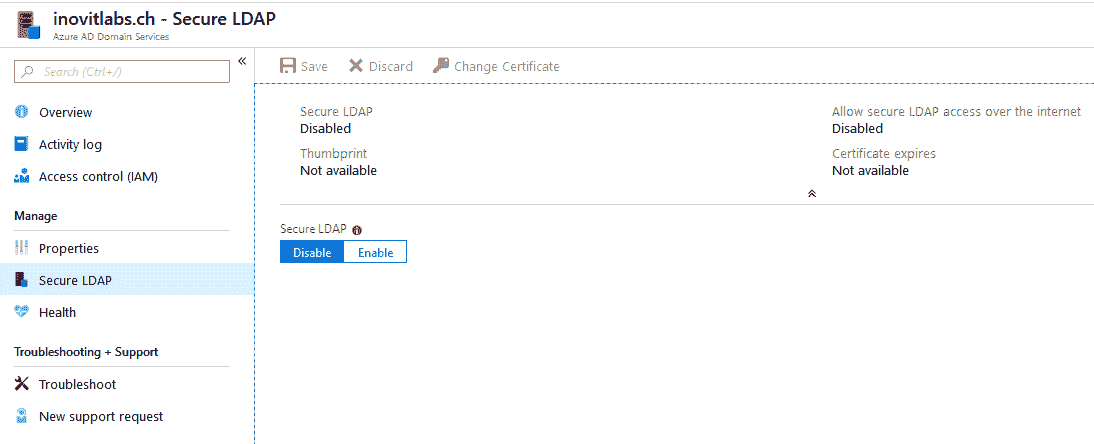 inovitlabs.ch - Secure LDAP
Azure AD Domain Services
Search (Ctrl+/)
«
Overview
Activity log
Access control (IAM)
Manage
Properties
Secure LDAP
Health
Troubleshooting + Support
Troubleshoot
New support request
Save Discard Change Certificate
Secure LDAP
Disabled
Thumbprint
Not available
Allow secure LDAP access over the internet
Disabled
Certificate expires
Not available
Secure LDAP
Disable Enable